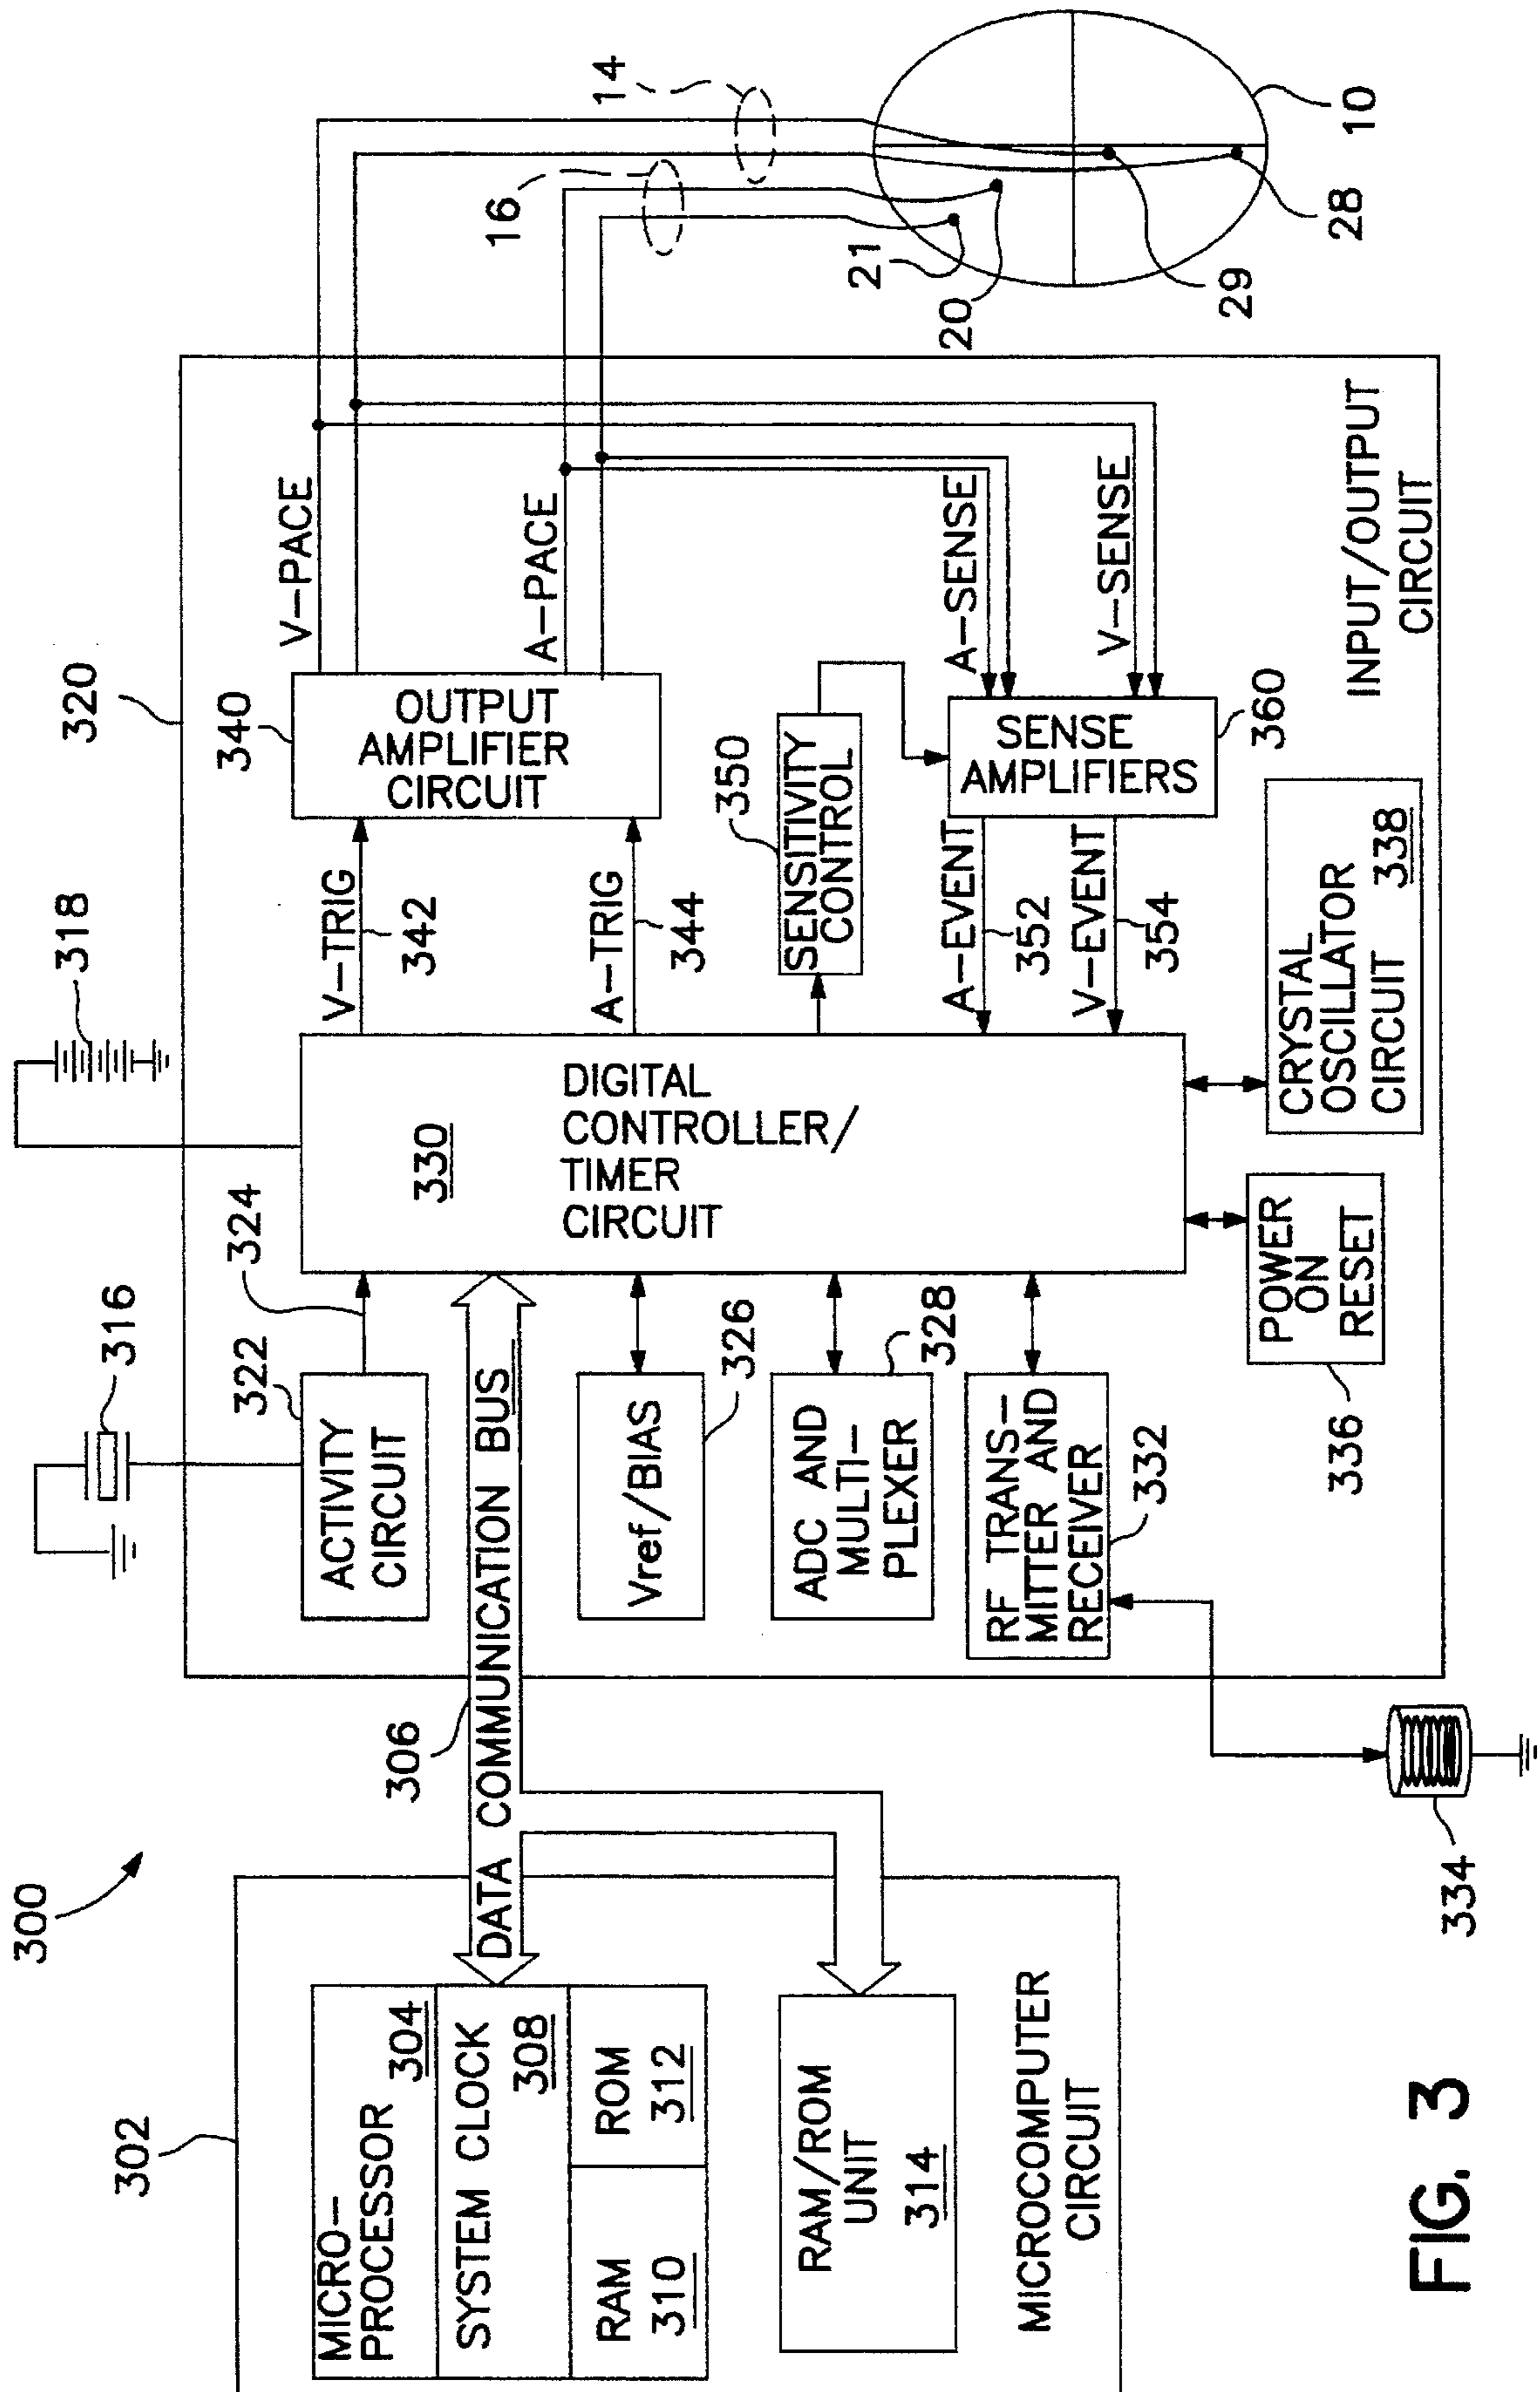 300
302
MICRO-
PROCESSOR
304
SYSTEM CLOCK
308
RAM
310
ROM
312
RAM/ROM
UNIT
314
MICROCOMPUTER
CIRCUIT
306
DATA COMMUNICATION BUS
316
318
320
322
ACTIVITY
CIRCUIT
324
Vref/BIAS
326
ADC AND
MULTI-
PLEXER
328
RF TRANS-
MITTER AND
RECEIVER
332
334
330
DIGITAL
CONTROLLER/
TIMER
CIRCUIT
POWER
ON
RESET
336
CRYSTAL
OSCILLATOR
CIRCUIT
338
V-TRIG
342
A-TRIG
344
340
OUTPUT
AMPLIFIER
CIRCUIT
350
SENSITIVITY
CONTROL
A-EVENT
352
V-EVENT
354
SENSE
AMPLIFIERS
360
V-PACE
A-PACE
A-SENSE
V-SENSE
INPUT/OUTPUT
CIRCUIT
14
16
21
20
29
28
10
FIG. 3